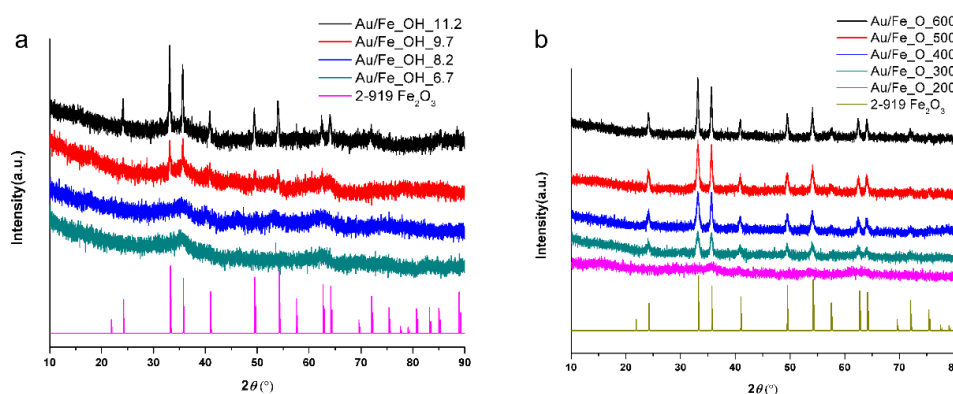 a
Au/Fe_OH_11.2
Au/Fe_OH_9.7
Au/Fe_OH_8.2
Au/Fe_OH_6.7
2-919 Fe₂O₃
Intensity(a.u.)
10 20 30 40 50 60 70 80 90
2θ(°)
b
Au/Fe_O_600
Au/Fe_O_500
Au/Fe_O_400
Au/Fe_O_300
Au/Fe_O_200
2-919 Fe₂O₃
Intensity(a.u.)
10 20 30 40 50 60 70 80
2θ(°)